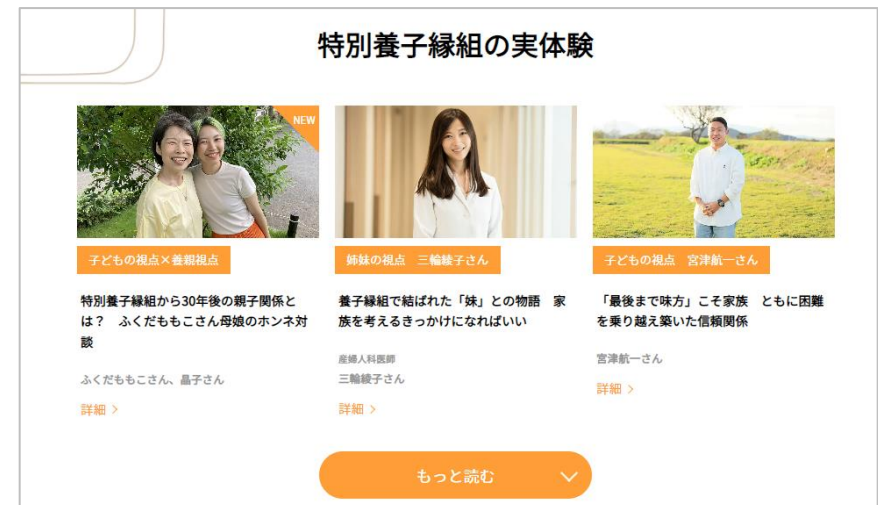 特別養子縁組の実体験
NEW
子どもの視点×養親視点
特別養子縁組から30年後の親子関係と
は？　ふくだももこさん母娘のホンネ対
談
ふくだももこさん、晶子さん
詳細 >
姉妹の視点　三輪綾子さん
養子縁組で結ばれた「妹」との物語　家
族を考えるきっかけになればいい
産婦人科医師
三輪綾子さん
詳細 >
子どもの視点　宮津航一さん
「最後まで味方」こそ家族　ともに困難
を乗り越え築いた信頼関係
宮津航一さん
詳細 >
もっと読む